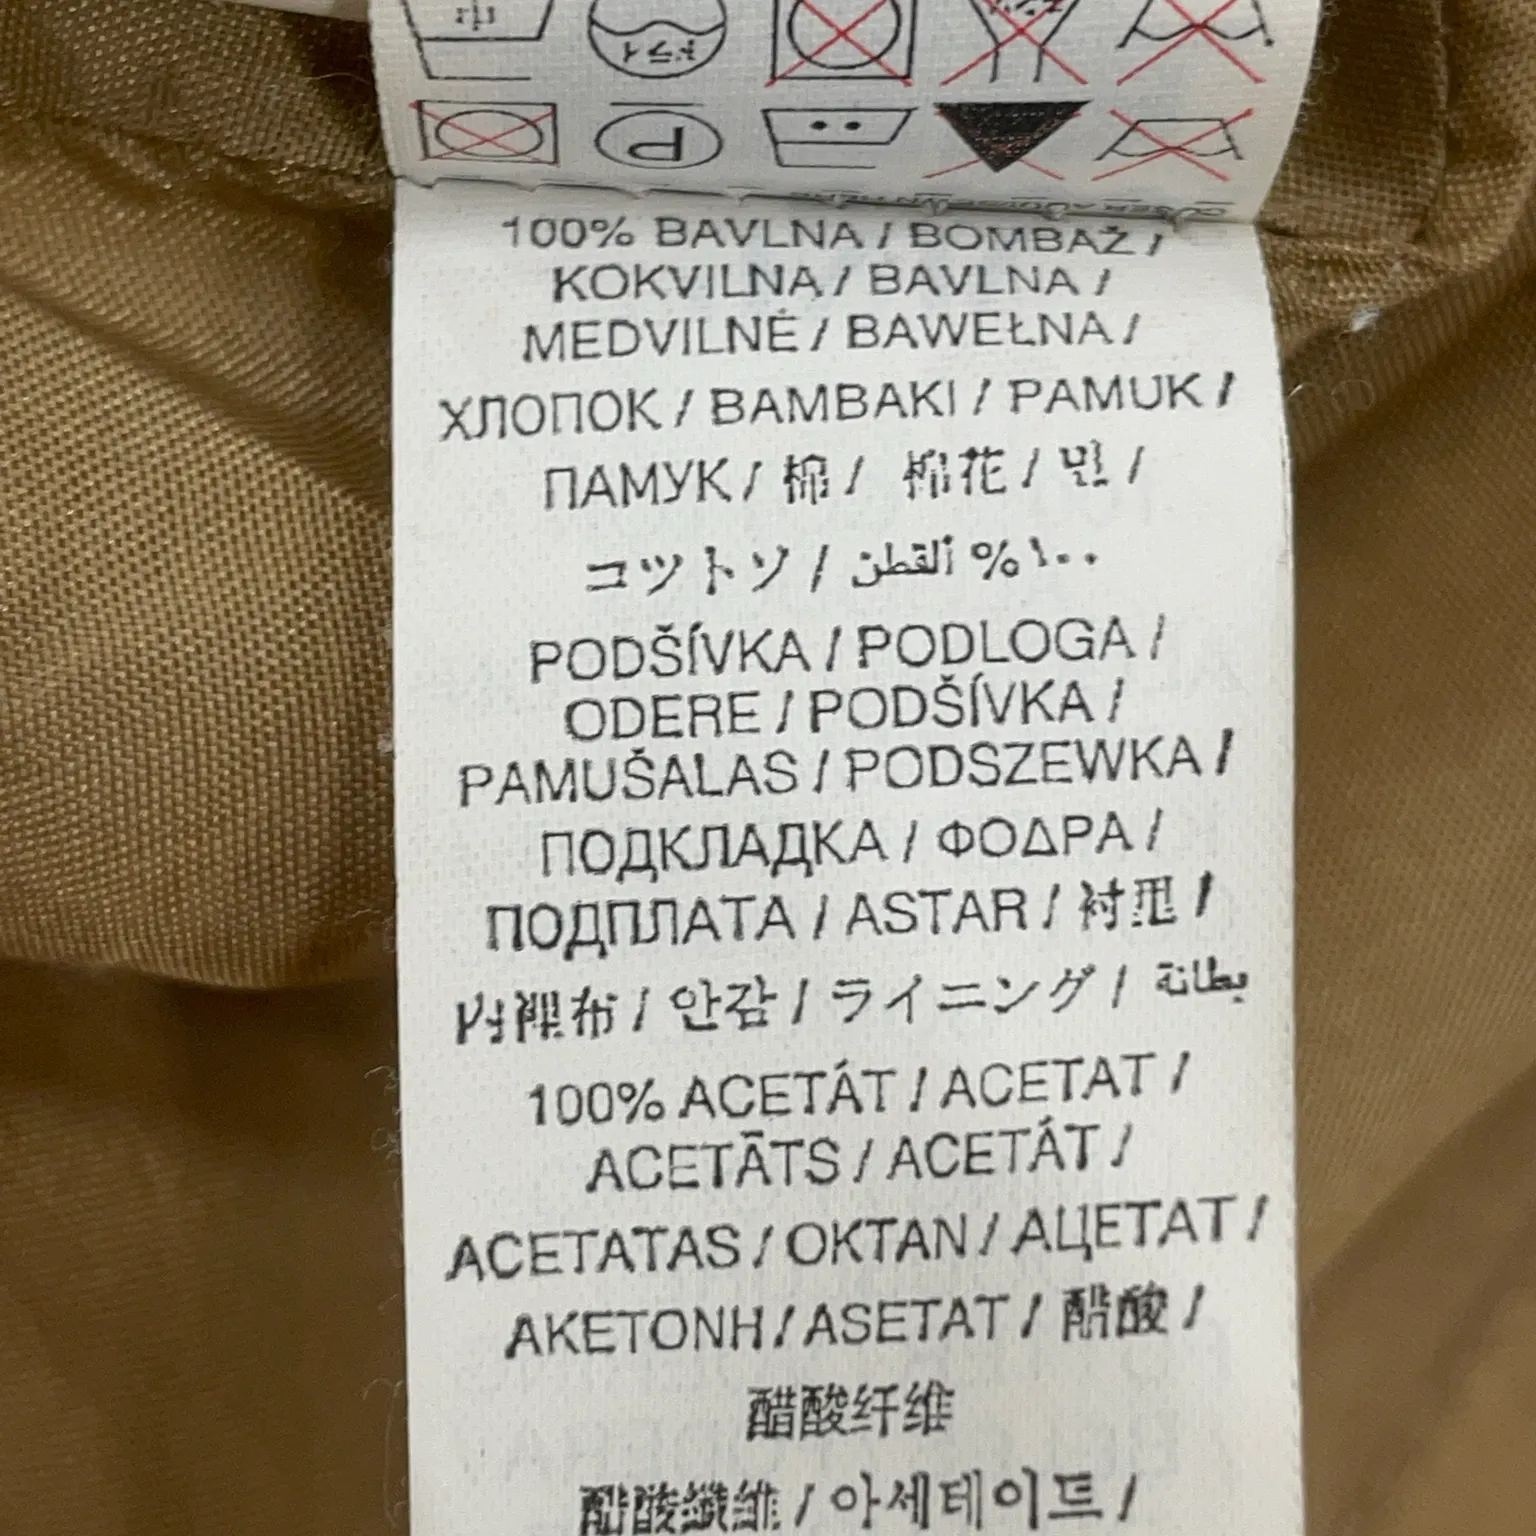 P
100% BAVLNA / BOMBAŽ /
KOKVILNA / BAVLNA /
MEDVILNĖ / BAWEŁNA /
ХЛОПОК / BAMBAKI / PAMUK /
ПАМУК / 棉 / 棉花 / 면 /
コットン / القطن %١٠٠
PODŠÍVKA / PODLOGA /
ODERE / PODŠÍVKA /
PAMUŠALAS / PODSZEWKA /
ПОДКЛАДКА / ΦΟΔΡΑ /
ПОДПЛАТА / ASTAR / 衬里 /
衬裡布 / 안감 / ライニング / بطانة
100% ACETÁT / ACETAT /
ACETĀTS / ACETÁT /
ACETATAS / OKTAN / АЦЕТАТ /
AKETONH / ASETAT / 醋酸 /
醋酸纤维
醋酸纖維 / 아세테이트 /